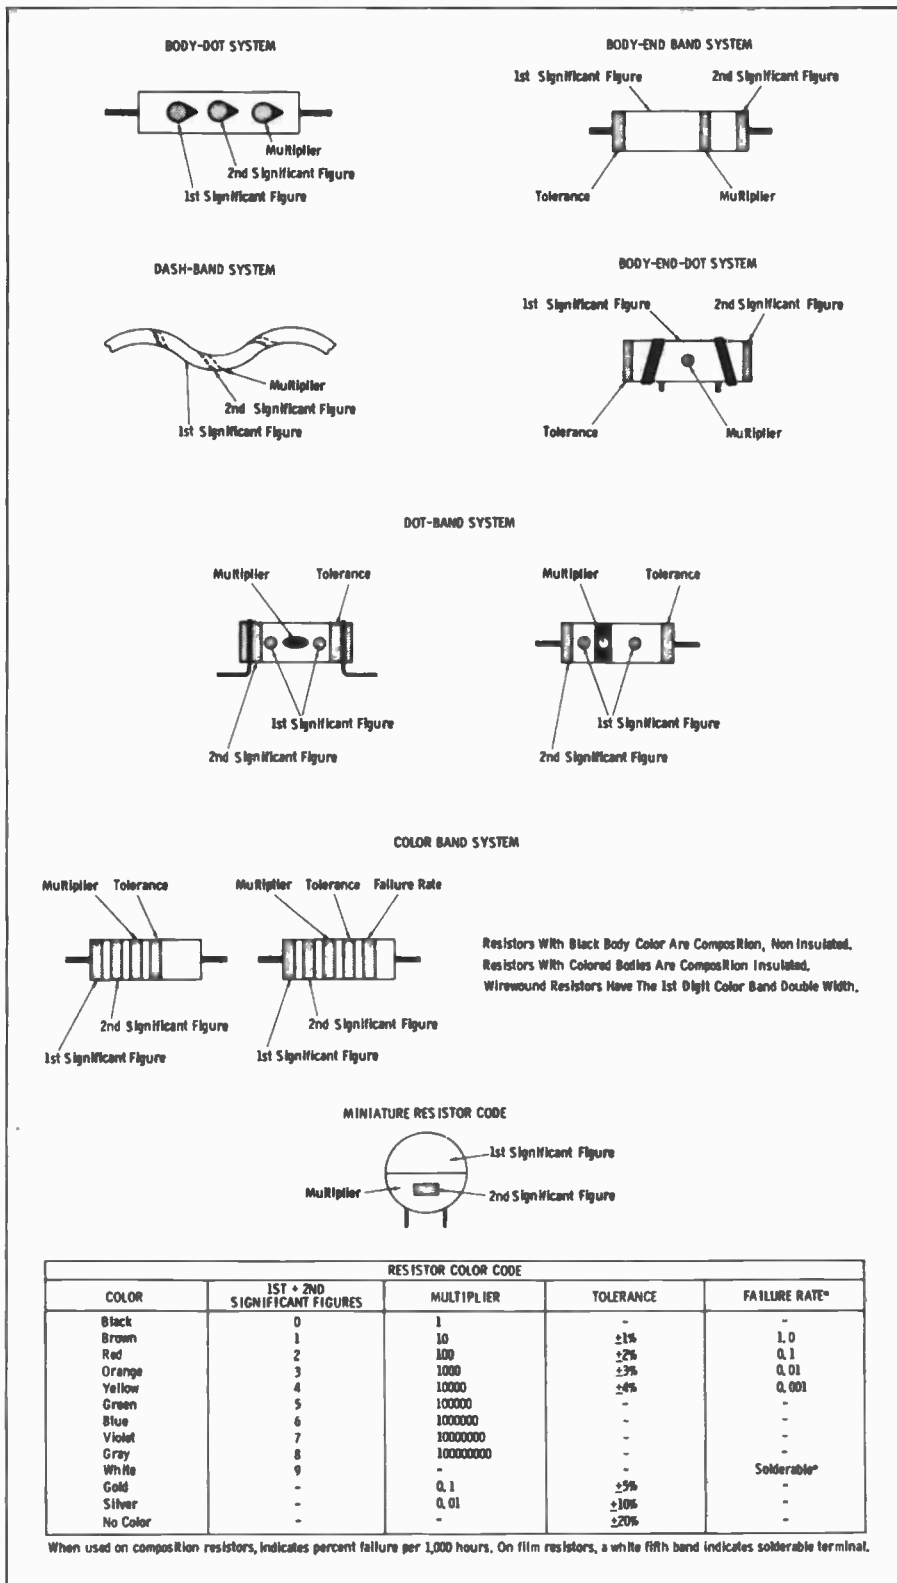 BODY-DOT SYSTEM
Multiplier
2nd Significant Figure
1st Significant Figure
BODY-END BAND SYSTEM
1st Significant Figure 2nd Significant Figure
Tolerance Multiplier
DASH-BAND SYSTEM
Multiplier
2nd Significant Figure
1st Significant Figure
BODY-END-DOT SYSTEM
1st Significant Figure 2nd Significant Figure
Tolerance Multiplier
DOT-BAND SYSTEM
Multiplier Tolerance
1st Significant Figure
2nd Significant Figure
Multiplier Tolerance
1st Significant Figure
2nd Significant Figure
COLOR BAND SYSTEM
Multiplier Tolerance
2nd Significant Figure
1st Significant Figure
Multiplier Tolerance Failure Rate
2nd Significant Figure
1st Significant Figure
Resistors With Black Body Color Are Composition, Non Insulated.
Resistors With Colored Bodies Are Composition Insulated.
Wirewound Resistors Have The 1st Digit Color Band Double Width.
MINIATURE RESISTOR CODE
1st Significant Figure
Multiplier 2nd Significant Figure
RESISTOR COLOR CODE
COLOR 1ST + 2ND SIGNIFICANT FIGURES MULTIPLIER TOLERANCE FAILURE RATE*
Black 0 1 - -
Brown 1 10 ±1% 1.0
Red 2 100 ±2% 0.1
Orange 3 1000 ±3% 0.01
Yellow 4 10000 ±4% 0.001
Green 5 100000 - -
Blue 6 1000000 - -
Violet 7 10000000 - -
Gray 8 100000000 - -
White 9 - - Solderable*
Gold - 0.1 ±5% -
Silver - 0.01 ±10% -
No Color - - ±20% -
When used on composition resistors, indicates percent failure per 1,000 hours. On film resistors, a white fifth band indicates solderable terminal.